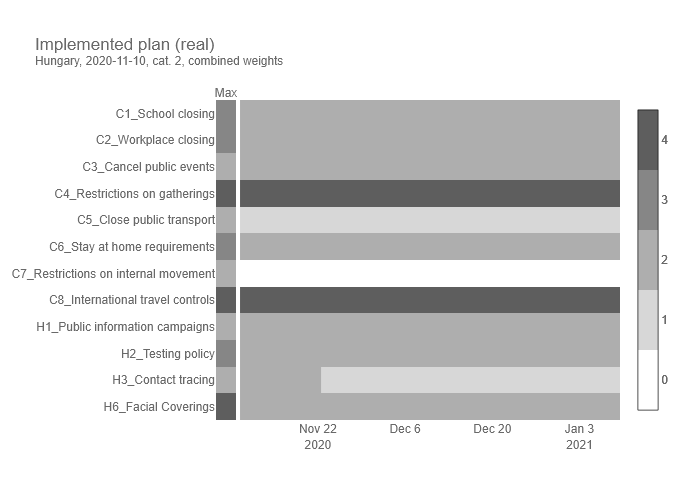 Implemented plan (real)
Hungary, 2020-11-10, cat. 2, combined weights
Max
C1_School closing
C2_Workplace closing
C3_Cancel public events
C4_Restrictions on gatherings
C5_Close public transport
C6_Stay at home requirements
C7_Restrictions on internal movement
C8_International travel controls
H1_Public information campaigns
H2_Testing policy
H3_Contact tracing
H6_Facial Coverings
Nov 22 Dec 6 Dec 20 Jan 3
2020 2021
4
3
2
1
0